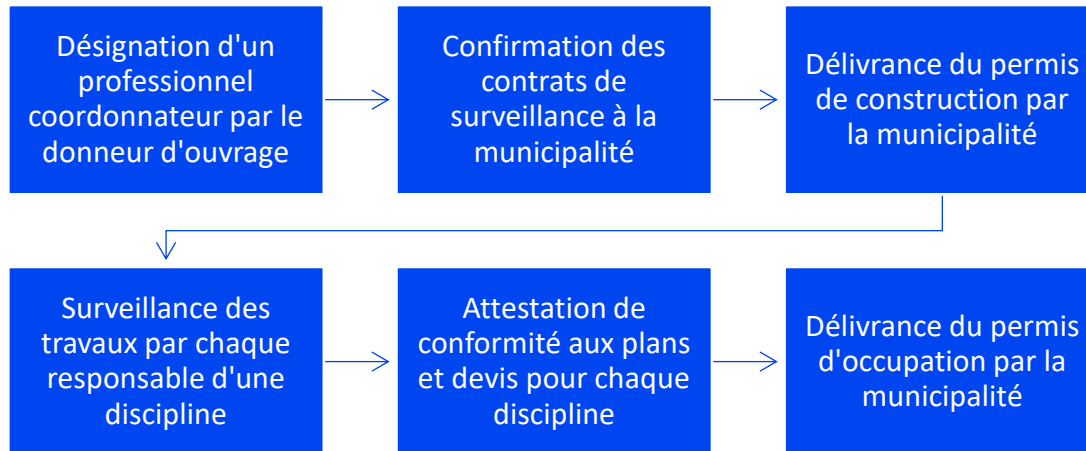 Désignation d'un
professionnel
coordonnateur par le
donneur d'ouvrage
Confirmation des
contrats de
surveillance à la
municipalité
Délivrance du permis
de construction par
la municipalité
Surveillance des
travaux par chaque
responsable d'une
discipline
Attestation de
conformité aux plans
et devis pour chaque
discipline
Délivrance du permis
d'occupation par la
municipalité